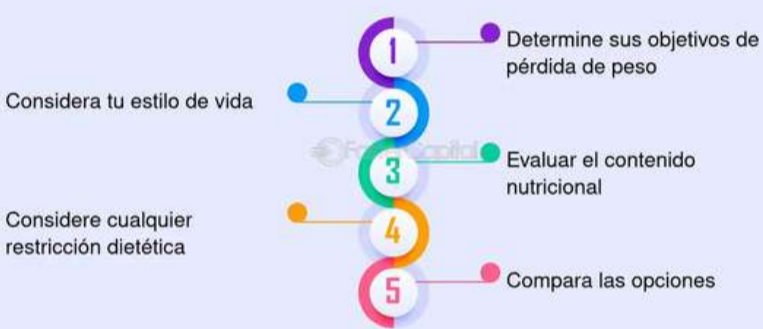 1
Determine sus objetivos de
pérdida de peso
Considera tu estilo de vida
2
3
Evaluar el contenido
nutricional
Considere cualquier
restricción dietética
4
5
Compara las opciones